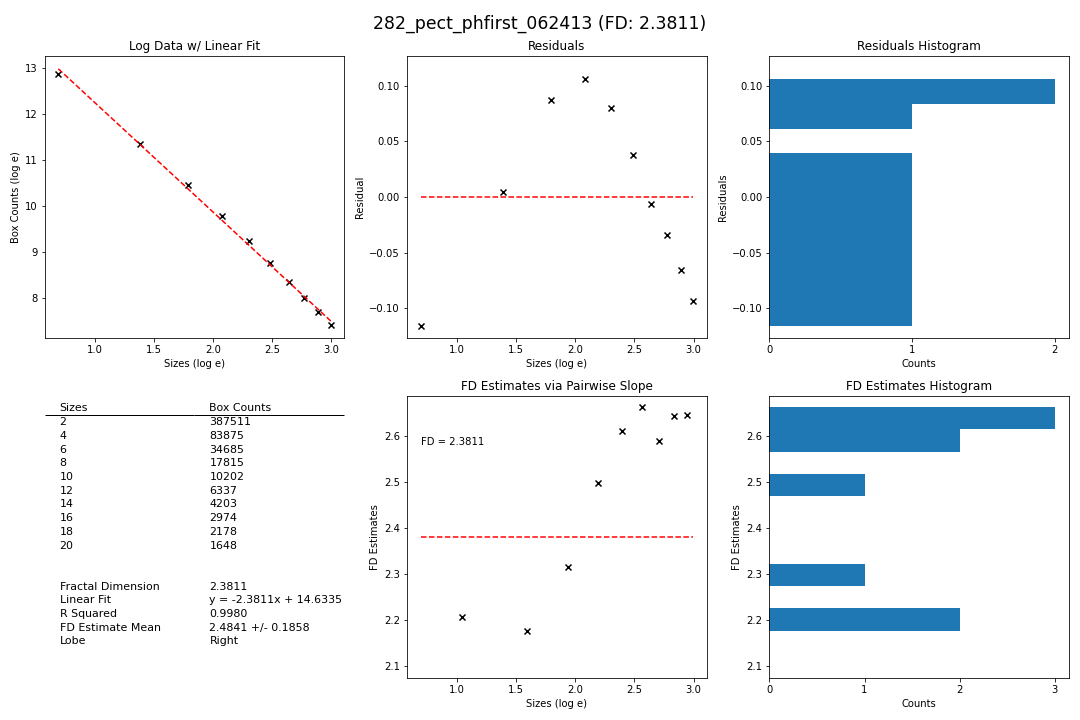 282_pect_phfirst_062413 (FD: 2.3811)
Log Data w/ Linear Fit
13
12
11
10
9
8
Box Counts (log e)
1.0 1.5 2.0 2.5 3.0
Sizes (log e)
Residuals
0.10
0.05
0.00
−0.05
−0.10
Residual
1.0 1.5 2.0 2.5 3.0
Sizes (log e)
Residuals Histogram
0.10
0.05
0.00
−0.05
−0.10
Residuals
0 1 2
Counts
Sizes Box Counts
2 387511
4 83875
6 34685
8 17815
10 10202
12 6337
14 4203
16 2974
18 2178
20 1648
Fractal Dimension 2.3811
Linear Fit y = -2.3811x + 14.6335
R Squared 0.9980
FD Estimate Mean 2.4841 +/- 0.1858
Lobe Right
FD Estimates via Pairwise Slope
FD = 2.3811
2.6
2.5
2.4
2.3
2.2
2.1
FD Estimates
1.0 1.5 2.0 2.5 3.0
Sizes (log e)
FD Estimates Histogram
2.6
2.5
2.4
2.3
2.2
2.1
FD Estimates
0 1 2 3
Counts